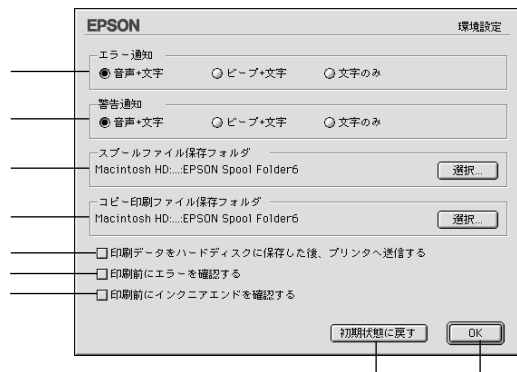 EPSON 環境設定
エラー通知
音声+文字 ビープ+文字 文字のみ
警告通知
音声+文字 ビープ+文字 文字のみ
スプールファイル保存フォルダ
Macintosh HD:...:EPSON Spool Folder6 選択...
コピー印刷ファイル保存フォルダ
Macintosh HD:...:EPSON Spool Folder6 選択...
印刷データをハードディスクに保存した後、プリンタへ送信する
印刷前にエラーを確認する
印刷前にインクニアエンドを確認する
初期状態に戻す OK